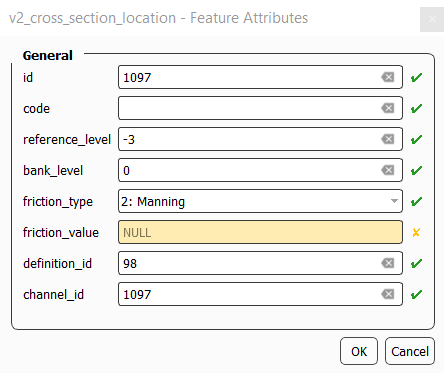 v2_cross_section_location - Feature Attributes
General
id 1097
code
reference_level -3
bank_level 0
friction_type 2: Manning
friction_value NULL
definition_id 98
channel_id 1097
OK Cancel